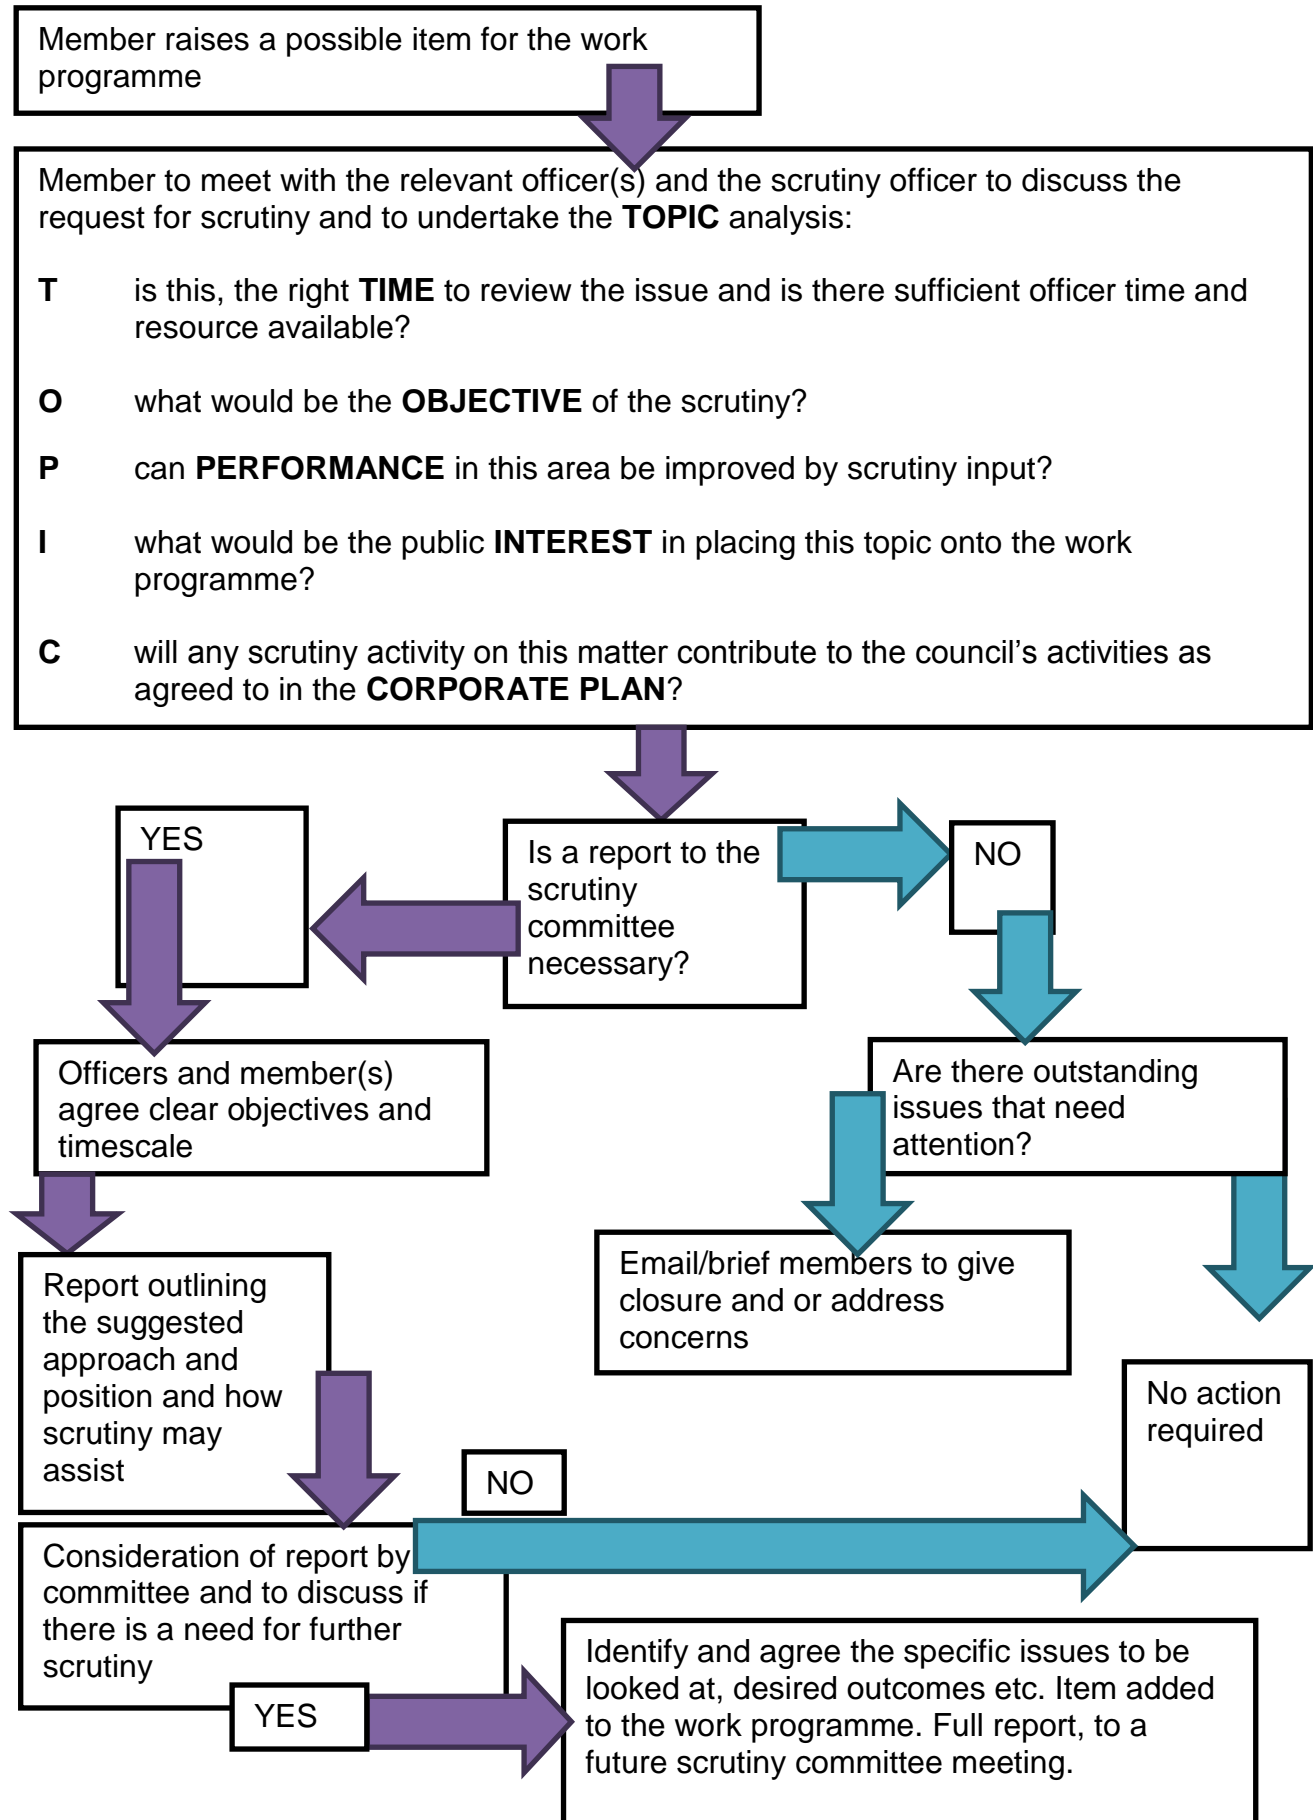 Member raises a possible item for the work
programme
Member to meet with the relevant officer(s) and the scrutiny officer to discuss the
request for scrutiny and to undertake the TOPIC analysis:
T is this, the right TIME to review the issue and is there sufficient officer time and
resource available?
O what would be the OBJECTIVE of the scrutiny?
P can PERFORMANCE in this area be improved by scrutiny input?
I what would be the public INTEREST in placing this topic onto the work
programme?
C will any scrutiny activity on this matter contribute to the council’s activities as
agreed to in the CORPORATE PLAN?
YES
Is a report to the
scrutiny
committee
necessary?
NO
Officers and member(s)
agree clear objectives and
timescale
Are there outstanding
issues that need
attention?
Report outlining
the suggested
approach and
position and how
scrutiny may
assist
Email/brief members to give
closure and or address
concerns
No action
required
NO
Consideration of report by
committee and to discuss if
there is a need for further
scrutiny
YES
Identify and agree the specific issues to be
looked at, desired outcomes etc. Item added
to the work programme. Full report, to a
future scrutiny committee meeting.